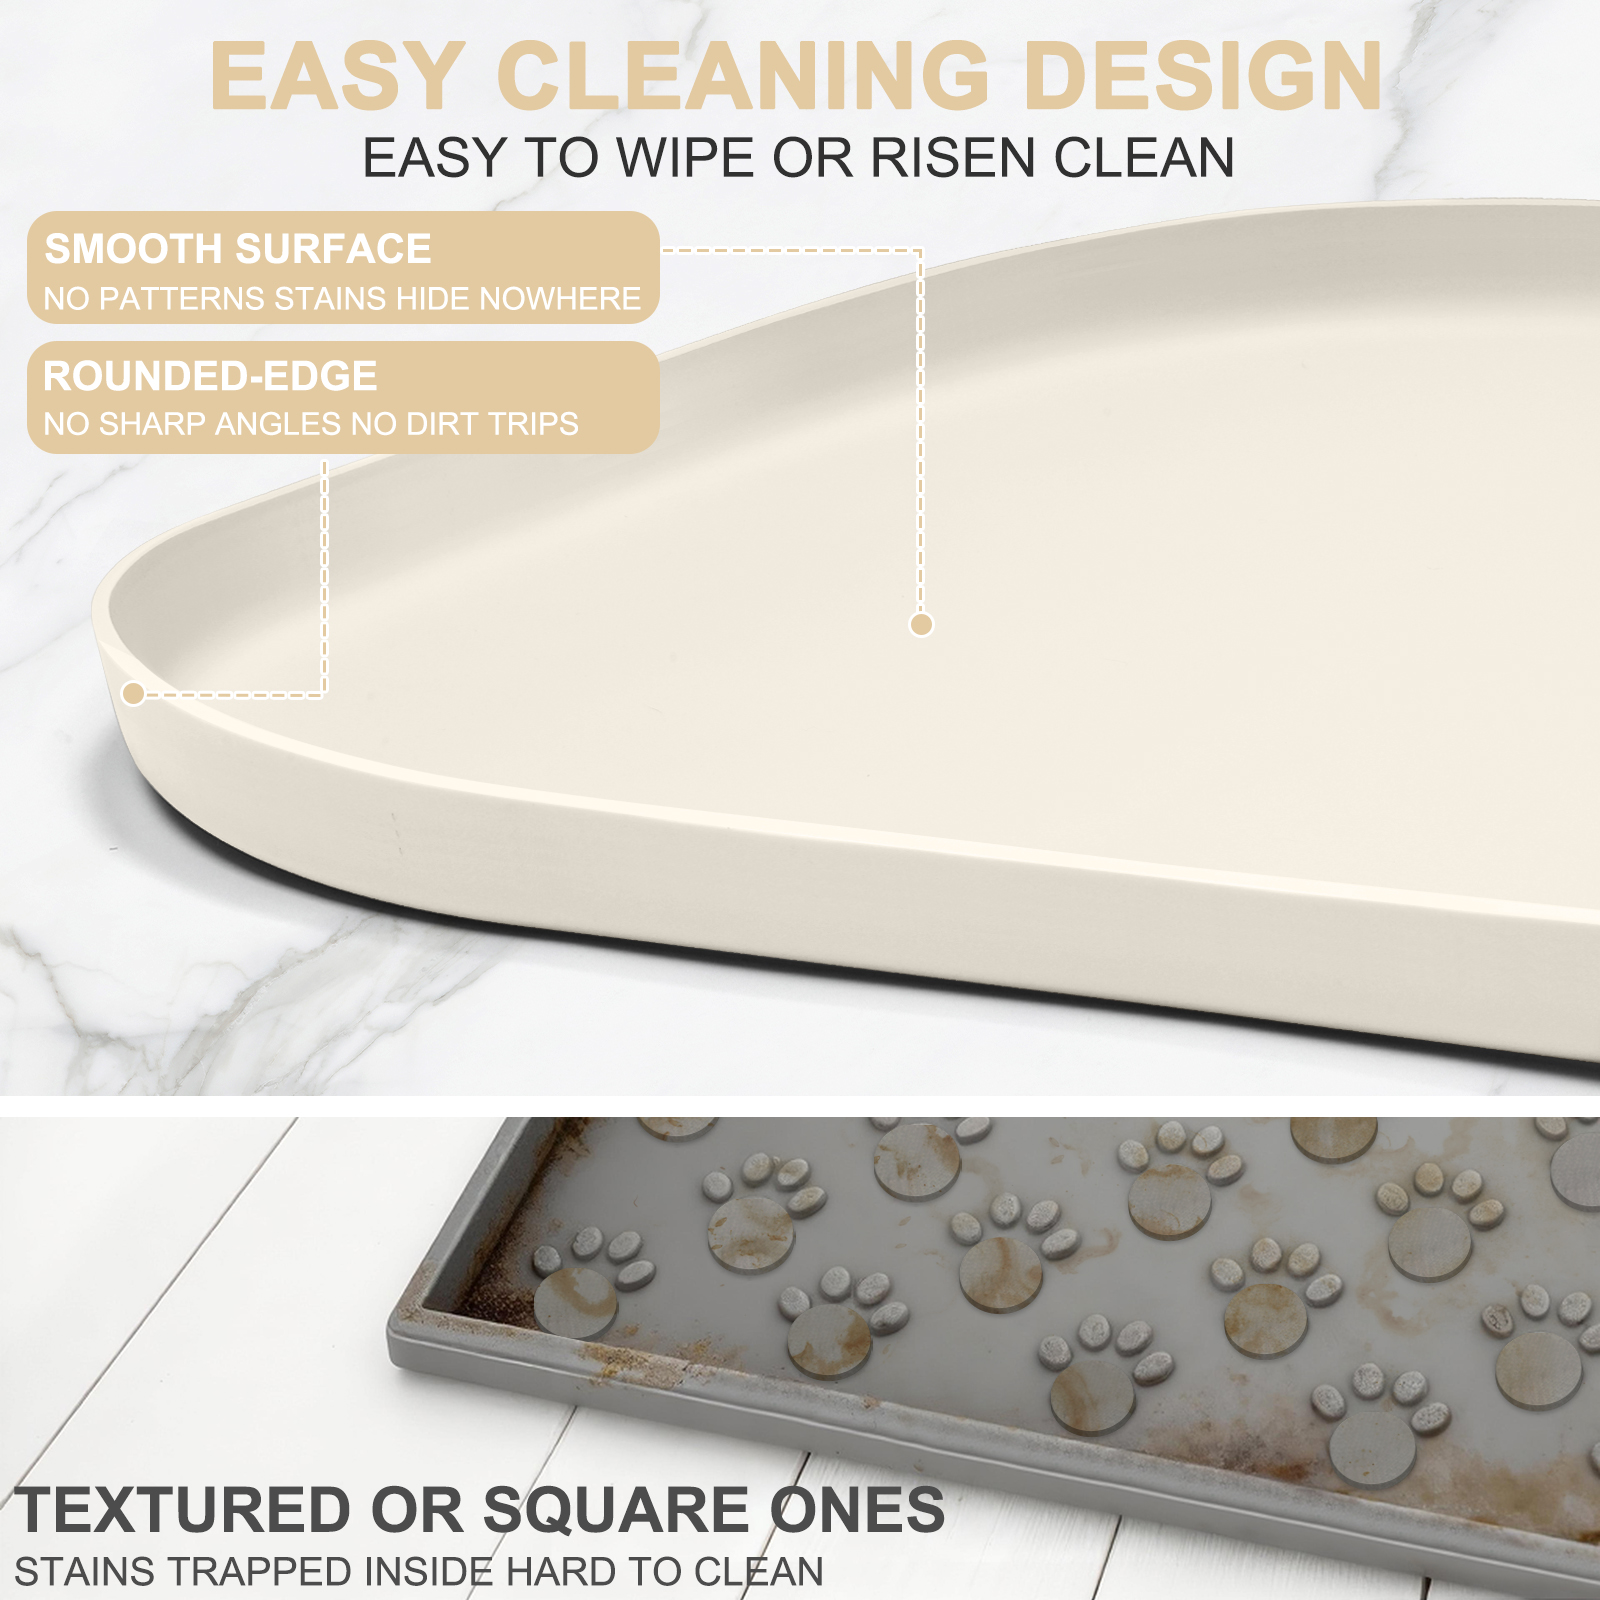 EASY CLEANING DESIGN
EASY TO WIPE OR RISEN CLEAN
SMOOTH SURFACE
NO PATTERNS STAINS HIDE NOWHERE
ROUNDED-EDGE
NO SHARP ANGLES NO DIRT TRIPS
TEXTURED OR SQUARE ONES
STAINS TRAPPED INSIDE HARD TO CLEAN